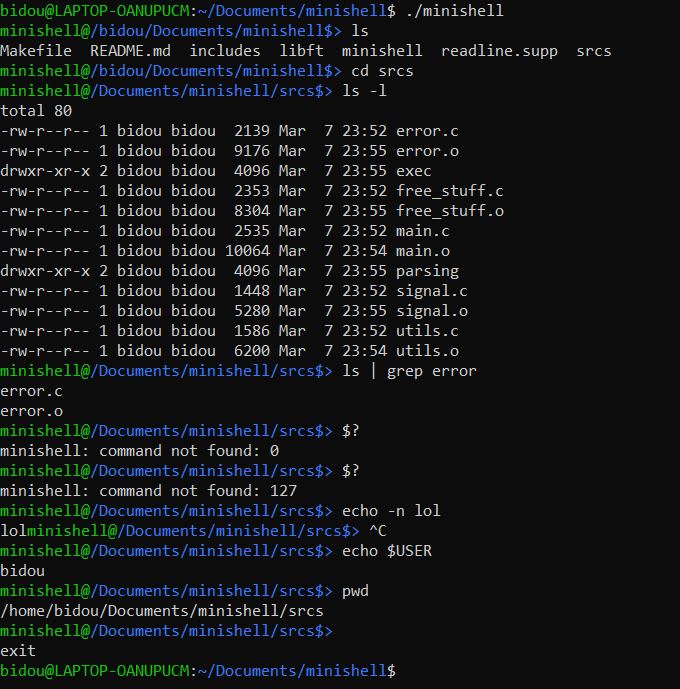 bidou@LAPTOP-OANUPUCM:~/Documents/minishell$ ./minishell
minishell@/bidou/Documents/minishell$> ls
Makefile  README.md  includes  libft  minishell  readline.supp  srcs
minishell@/bidou/Documents/minishell$> cd srcs
minishell@/Documents/minishell/srcs$> ls -l
total 80
-rw-r--r-- 1 bidou bidou  2139 Mar  7 23:52 error.c
-rw-r--r-- 1 bidou bidou  9176 Mar  7 23:55 error.o
drwxr-xr-x 2 bidou bidou  4096 Mar  7 23:55 exec
-rw-r--r-- 1 bidou bidou  2353 Mar  7 23:52 free_stuff.c
-rw-r--r-- 1 bidou bidou  8304 Mar  7 23:55 free_stuff.o
-rw-r--r-- 1 bidou bidou  2535 Mar  7 23:52 main.c
-rw-r--r-- 1 bidou bidou 10064 Mar  7 23:54 main.o
drwxr-xr-x 2 bidou bidou  4096 Mar  7 23:55 parsing
-rw-r--r-- 1 bidou bidou  1448 Mar  7 23:52 signal.c
-rw-r--r-- 1 bidou bidou  5280 Mar  7 23:55 signal.o
-rw-r--r-- 1 bidou bidou  1586 Mar  7 23:52 utils.c
-rw-r--r-- 1 bidou bidou  6200 Mar  7 23:54 utils.o
minishell@/Documents/minishell/srcs$> ls | grep error
error.c
error.o
minishell@/Documents/minishell/srcs$> $?
minishell: command not found: 0
minishell@/Documents/minishell/srcs$> $?
minishell: command not found: 127
minishell@/Documents/minishell/srcs$> echo -n lol
lolminishell@/Documents/minishell/srcs$> ^C
minishell@/Documents/minishell/srcs$> echo $USER
bidou
minishell@/Documents/minishell/srcs$> pwd
/home/bidou/Documents/minishell/srcs
minishell@/Documents/minishell/srcs$>
exit
bidou@LAPTOP-OANUPUCM:~/Documents/minishell$